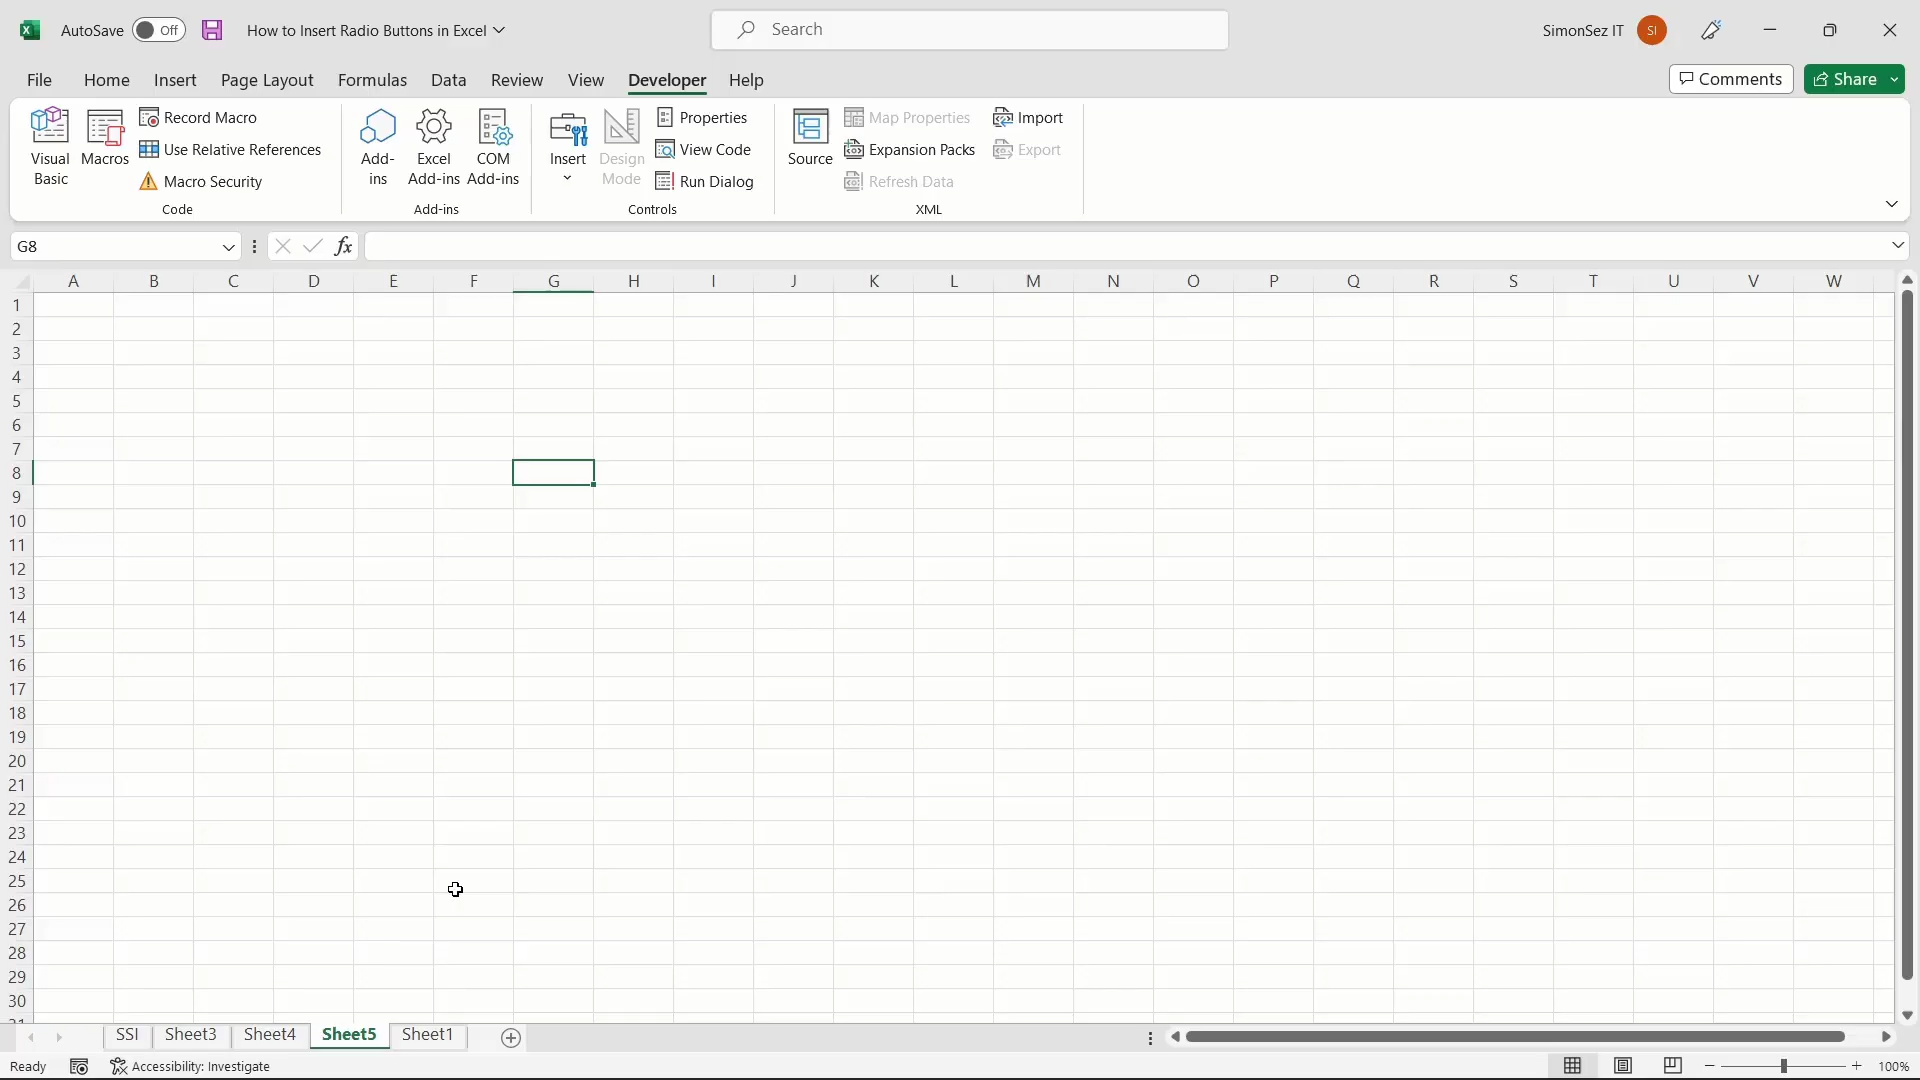 AutoSave Off How to Insert Radio Buttons in Excel Search SimonSez IT SI
File Home Insert Page Layout Formulas Data Review View Developer Help Comments Share
Visual Basic
Macros
Record Macro
Use Relative References
Macro Security
Code
Add-ins
Excel Add-ins
COM Add-ins
Add-ins
Insert
Design Mode
Properties
View Code
Run Dialog
Controls
Source
Map Properties
Expansion Packs
Refresh Data
Import
Export
XML
G8 fx
A B C D E F G H I J K L M N O P Q R S T U V W
1
2
3
4
5
6
7
8
9
10
11
12
13
14
15
16
17
18
19
20
21
22
23
24
25
26
27
28
29
30
SSI Sheet3 Sheet4 Sheet5 Sheet1
Ready Accessibility: Investigate 100%